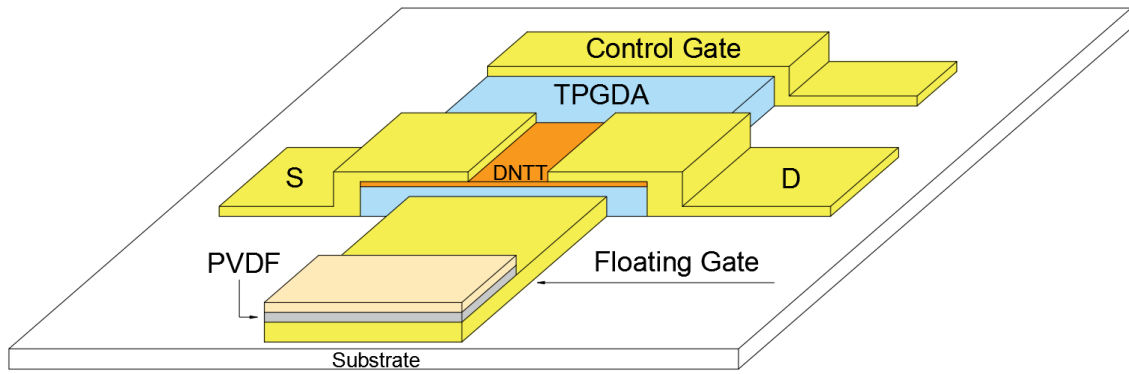 Control Gate
TPGDA
DNTT
S
D
PVDF
Floating Gate
Substrate